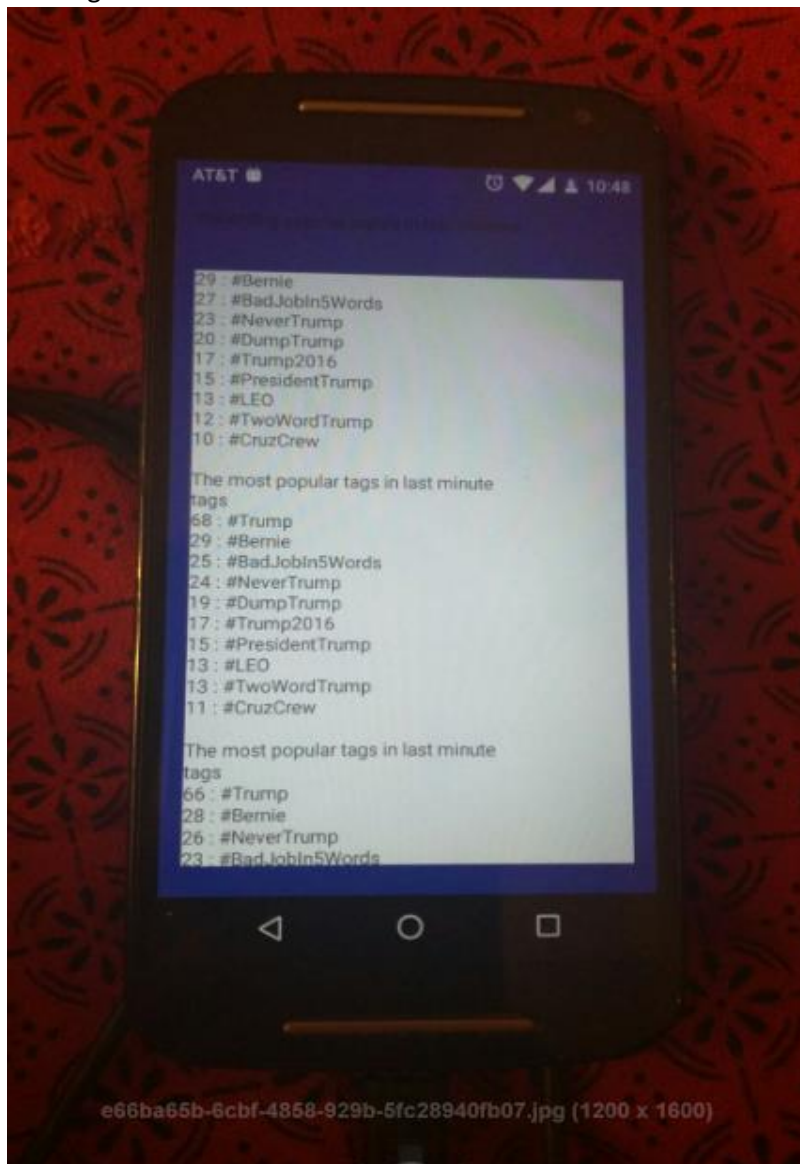 AT&T 10:48
29 : #Bernie
27 : #BadJobIn5Words
23 : #NeverTrump
20 : #DumpTrump
17 : #Trump2016
15 : #PresidentTrump
13 : #LEO
12 : #TwoWordTrump
10 : #CruzCrew
The most popular tags in last minute
tags
68 : #Trump
29 : #Bernie
25 : #BadJobIn5Words
24 : #NeverTrump
19 : #DumpTrump
17 : #Trump2016
15 : #PresidentTrump
13 : #LEO
13 : #TwoWordTrump
11 : #CruzCrew
The most popular tags in last minute
tags
66 : #Trump
28 : #Bernie
26 : #NeverTrump
23 : #BadJobIn5Words
e66ba65b-6cbf-4858-929b-5fc28940fb07.jpg (1200 x 1600)